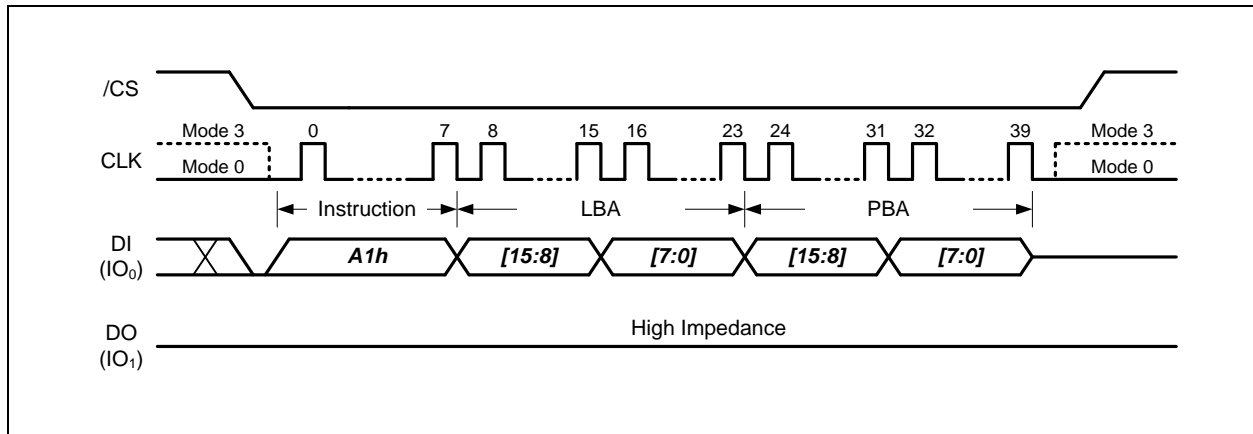 /CS
Mode 3 0 7 8 15 16 23 24 31 32 39 Mode 3
CLK
Mode 0 Mode 0
Instruction LBA PBA
DI
(IO₀)
A1h [15:8] [7:0] [15:8] [7:0]
DO
(IO₁)
High Impedance